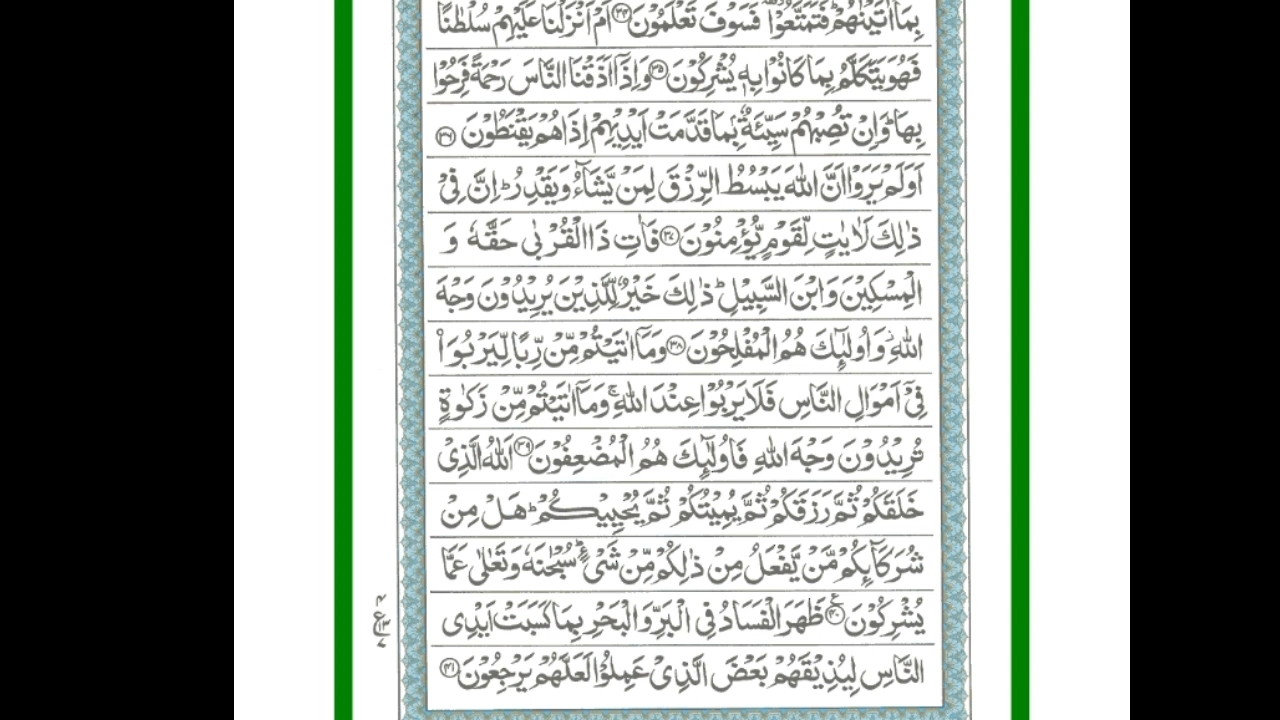 بِمَاۤ اٰتَیْنٰهُمْ ؕ فَتَمَتَّعُوْا ۥ فَسَوْفَ تَعْلَمُوْنَ ﴿۳۴﴾ اَمْ اَنْزَلْنَا عَلَیْهِمْ سُلْطٰنًا
فَهُوَ یَتَكَلَّمُ بِمَا كَانُوْا بِهٖ یُشْرِكُوْنَ ﴿۳۵﴾ وَ اِذَاۤ اَذَقْنَا النَّاسَ رَحْمَةً فَرِحُوْا
بِهَا ؕ وَ اِنْ تُصِبْهُمْ سَیِّئَةٌۢ بِمَا قَدَّمَتْ اَیْدِیْهِمْ اِذَا هُمْ یَقْنَطُوْنَ ﴿۳۶﴾
اَوَ لَمْ یَرَوْا اَنَّ اللّٰهَ یَبْسُطُ الرِّزْقَ لِمَنْ یَّشَآءُ وَ یَقْدِرُ ؕ اِنَّ فِیْ
ذٰلِكَ لَاٰیٰتٍ لِّقَوْمٍ یُّؤْمِنُوْنَ ﴿۳۷﴾ فَاٰتِ ذَا الْقُرْبٰی حَقَّهٗ وَ
الْمِسْكِیْنَ وَ ابْنَ السَّبِیْلِ ؕ ذٰلِكَ خَیْرٌ لِّلَّذِیْنَ یُرِیْدُوْنَ وَجْهَ
اللّٰهِ ؗ وَ اُولٰٓىِٕكَ هُمُ الْمُفْلِحُوْنَ ﴿۳۸﴾ وَ مَاۤ اٰتَیْتُمْ مِّنْ رِّبًا لِّیَرْبُوَا۠
فِیْۤ اَمْوَالِ النَّاسِ فَلَا یَرْبُوْا عِنْدَ اللّٰهِ ۚ وَ مَاۤ اٰتَیْتُمْ مِّنْ زَكٰوةٍ
تُرِیْدُوْنَ وَجْهَ اللّٰهِ فَاُولٰٓىِٕكَ هُمُ الْمُضْعِفُوْنَ ﴿۳۹﴾ اَللّٰهُ الَّذِیْ
خَلَقَكُمْ ثُمَّ رَزَقَكُمْ ثُمَّ یُمِیْتُكُمْ ثُمَّ یُحْیِیْكُمْ ؕ هَلْ مِنْ
شُرَكَآىِٕكُمْ مَّنْ یَّفْعَلُ مِنْ ذٰلِكُمْ مِّنْ شَیْءٍ ؕ سُبْحٰنَهٗ وَ تَعٰلٰی عَمَّا
یُشْرِكُوْنَ ﴿۴۰﴾ ظَهَرَ الْفَسَادُ فِی الْبَرِّ وَ الْبَحْرِ بِمَا كَسَبَتْ اَیْدِی
النَّاسِ لِیُذِیْقَهُمْ بَعْضَ الَّذِیْ عَمِلُوْا لَعَلَّهُمْ یَرْجِعُوْنَ ﴿۴۱﴾